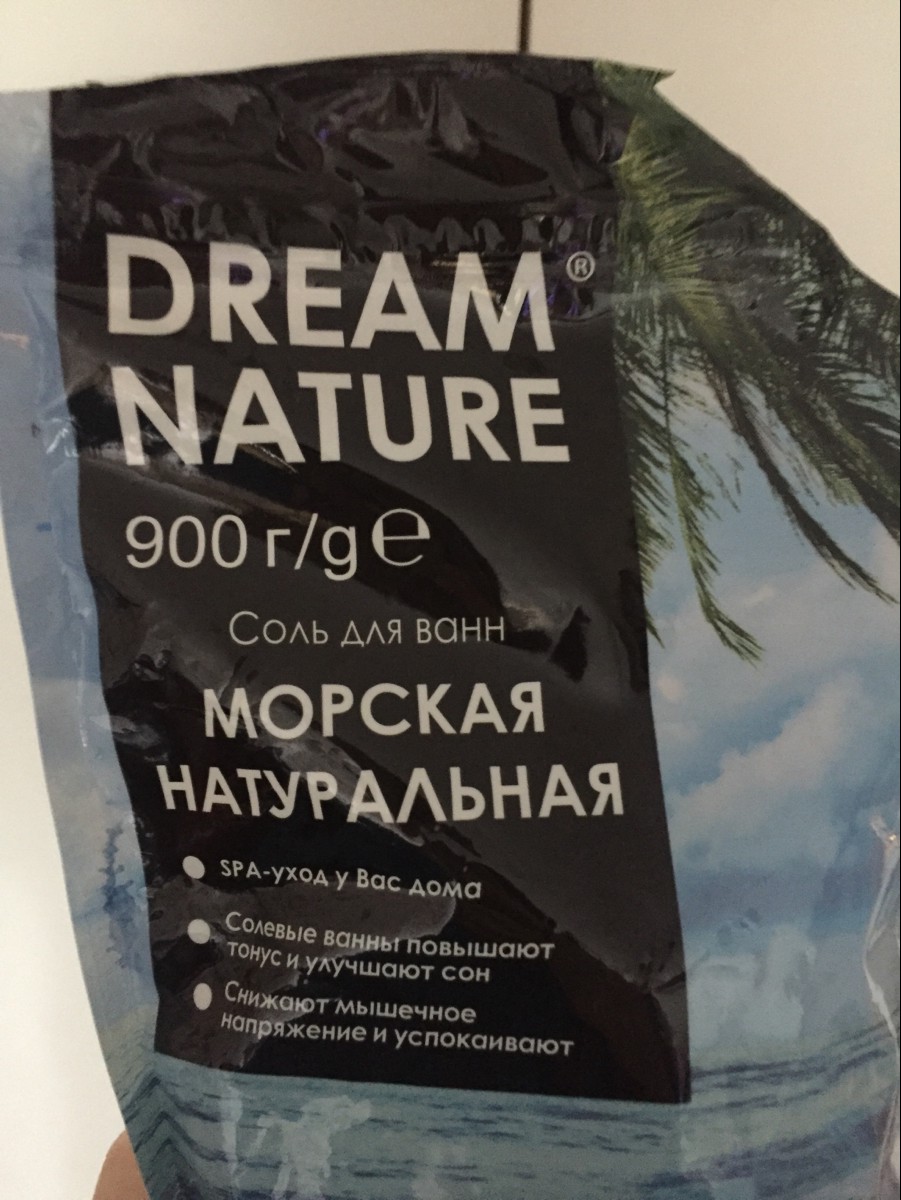 DREAM®
NATURE
900 г/g ℮
Соль для ванн
МОРСКАЯ
НАТУРАЛЬНАЯ
● SPA-уход у Вас дома
● Солевые ванны повышают
тонус и улучшают сон
● Снижают мышечное
напряжение и успокаивают